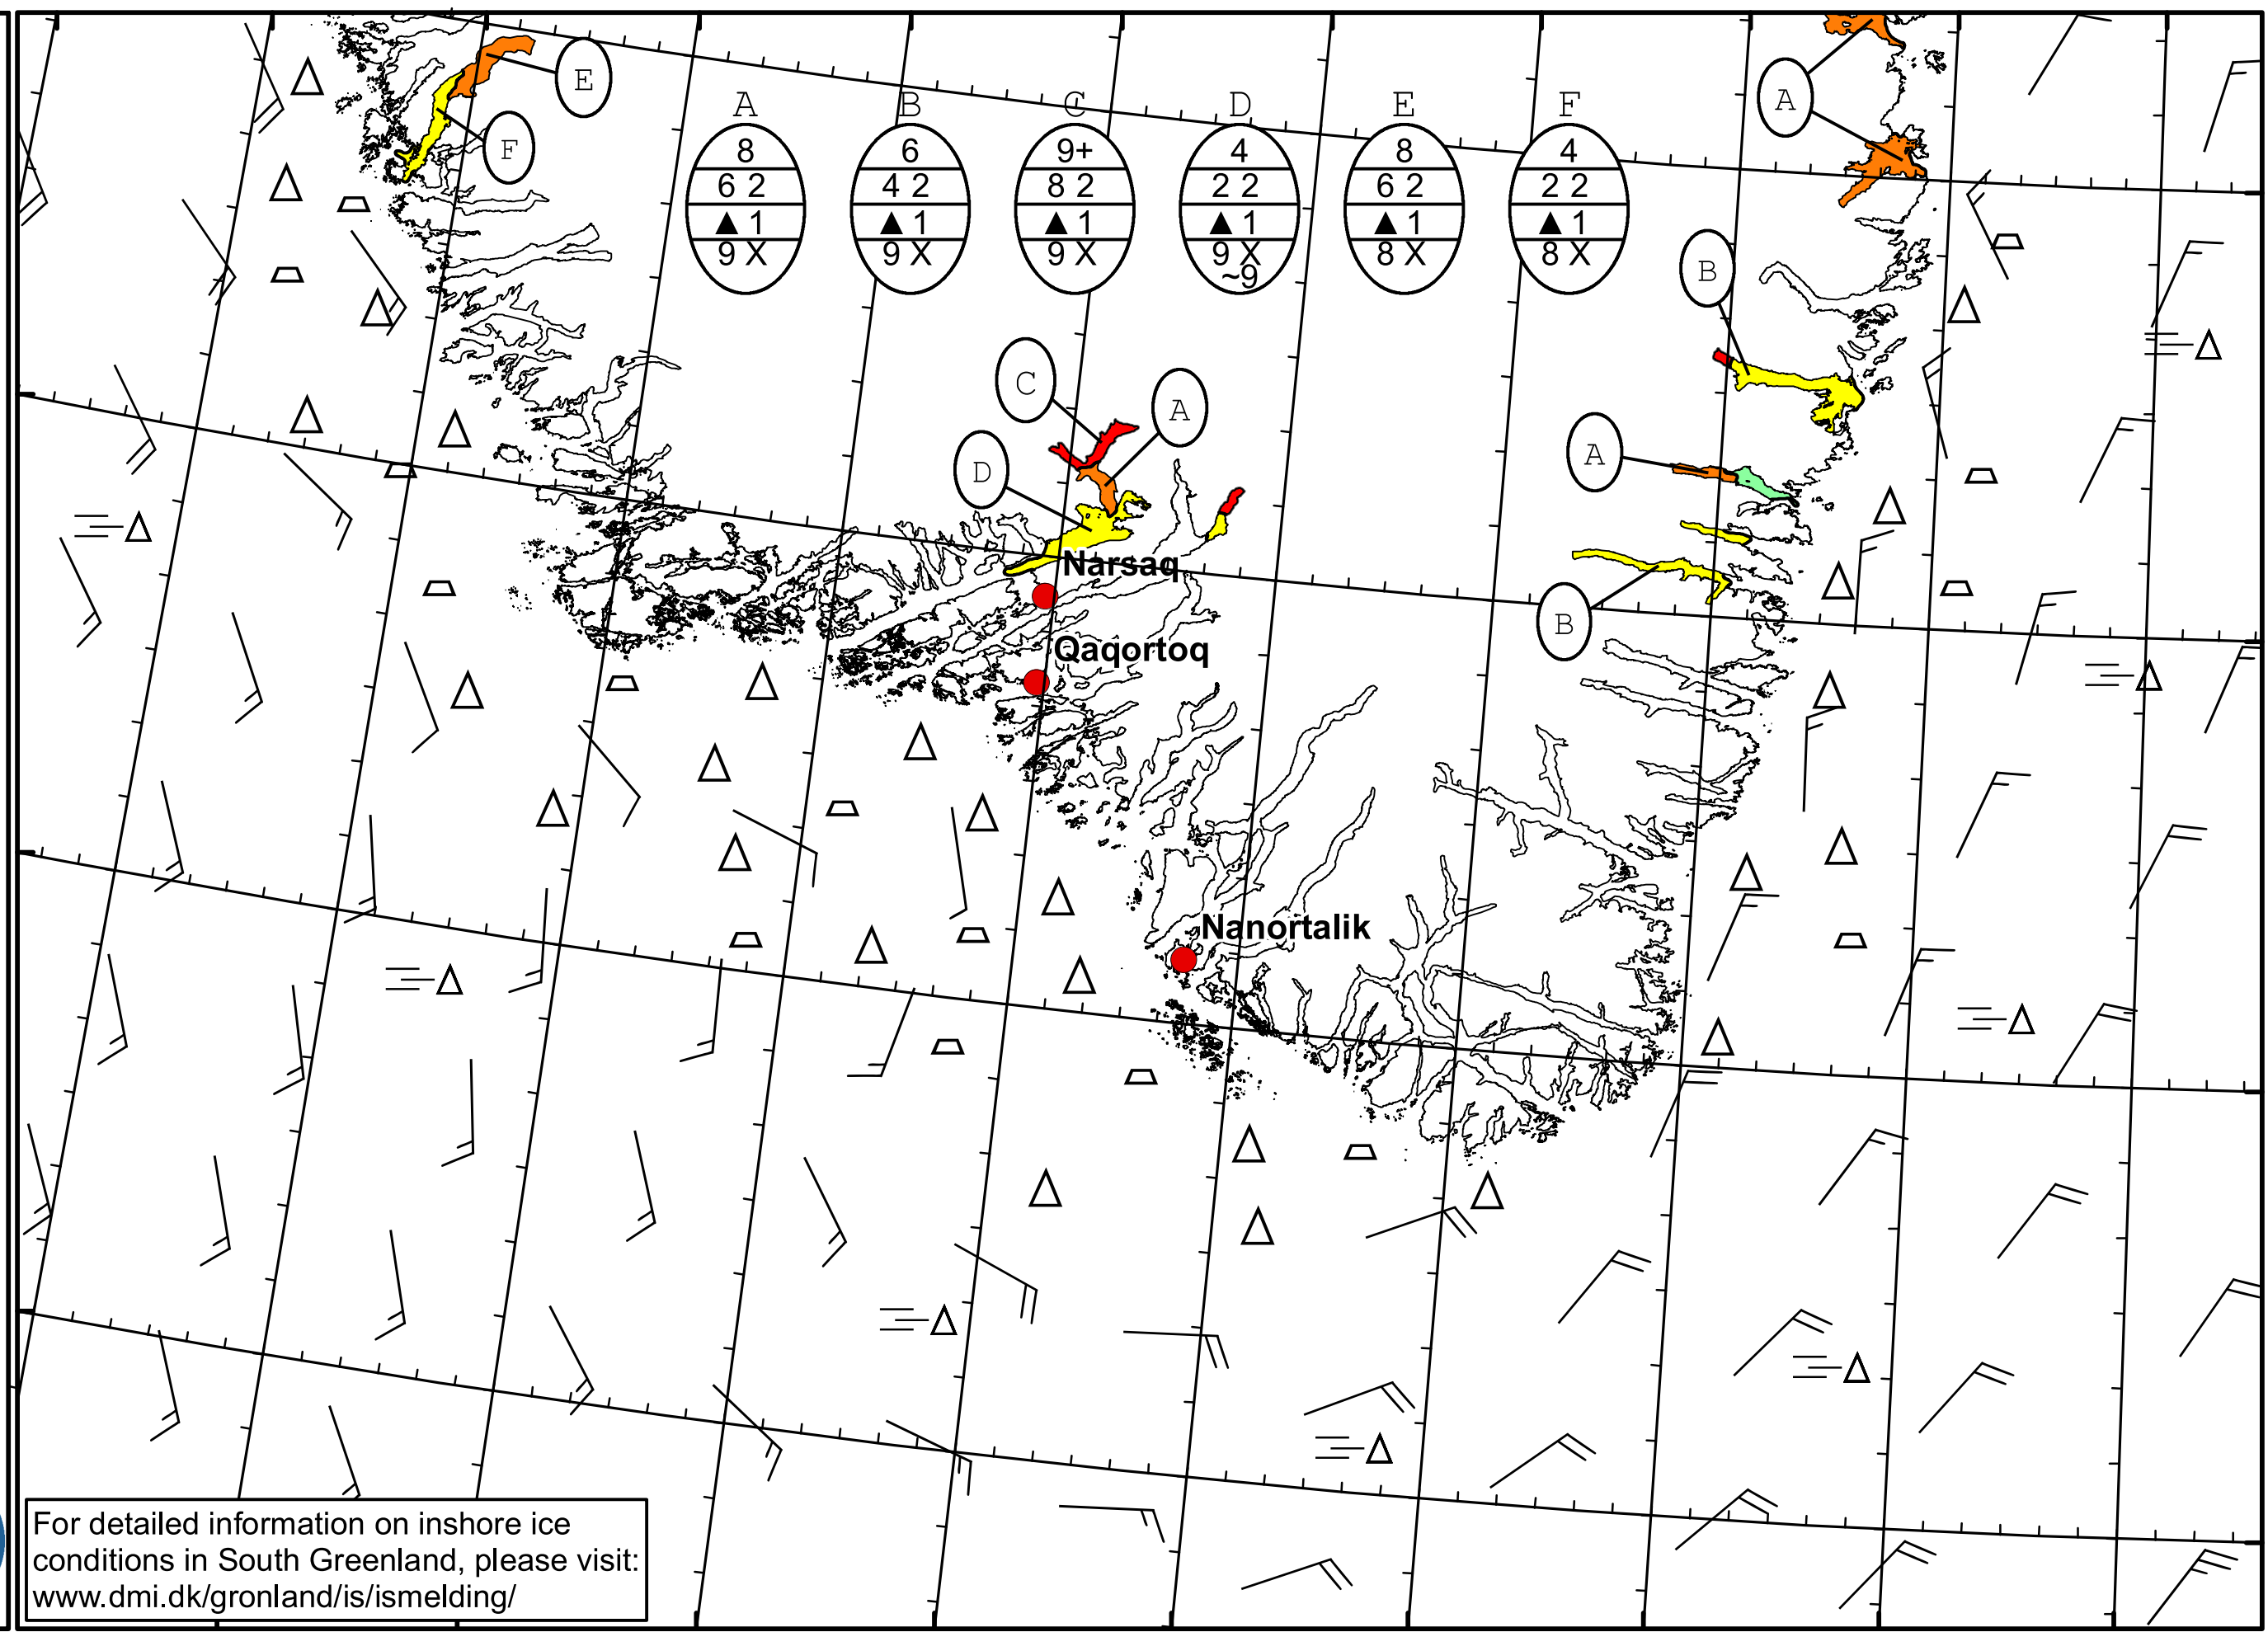 E
F
A B C D E F
8 6 9+ 4 8 4
6 2 4 2 8 2 2 2 6 2 2 2
▲ 1 ▲ 1 ▲ 1 ▲ 1 ▲ 1 ▲ 1
9 X 9 X 9 X 9 X 8 X 8 X
~9
A
B
C
A
D
A
B
Narsaq
Qaqortoq
Nanortalik
For detailed information on inshore ice
conditions in South Greenland, please visit:
www.dmi.dk/gronland/is/ismelding/